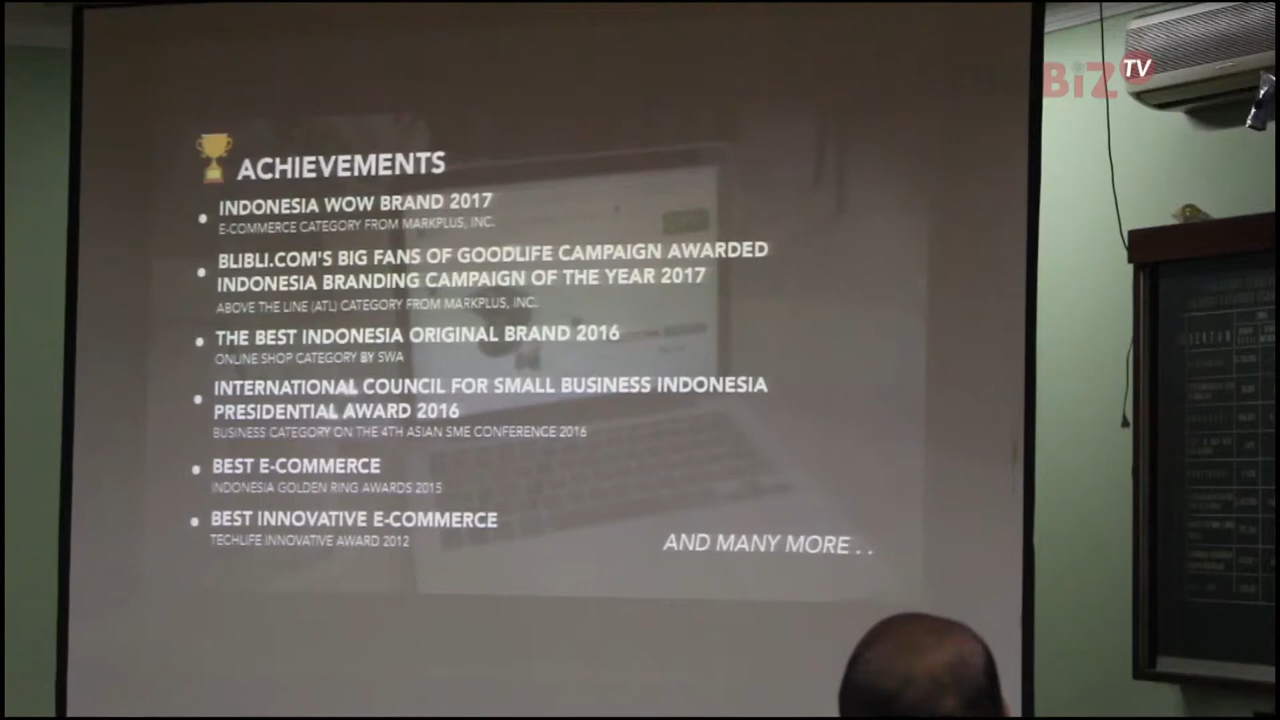 BiZ TV
ACHIEVEMENTS
INDONESIA WOW BRAND 2017
E-COMMERCE CATEGORY FROM MARKPLUS, INC.
BLIBLI.COM'S BIG FANS OF GOODLIFE CAMPAIGN AWARDED
INDONESIA BRANDING CAMPAIGN OF THE YEAR 2017
ABOVE THE LINE (ATL) CATEGORY FROM MARKPLUS, INC.
THE BEST INDONESIA ORIGINAL BRAND 2016
ONLINE SHOP CATEGORY BY SWA
INTERNATIONAL COUNCIL FOR SMALL BUSINESS INDONESIA
PRESIDENTIAL AWARD 2016
BUSINESS CATEGORY ON THE 4TH ASIAN SME CONFERENCE 2016
BEST E-COMMERCE
INDONESIA GOLDEN RING AWARDS 2015
BEST INNOVATIVE E-COMMERCE
TECHLIFE INNOVATIVE AWARD 2012
AND MANY MORE . .